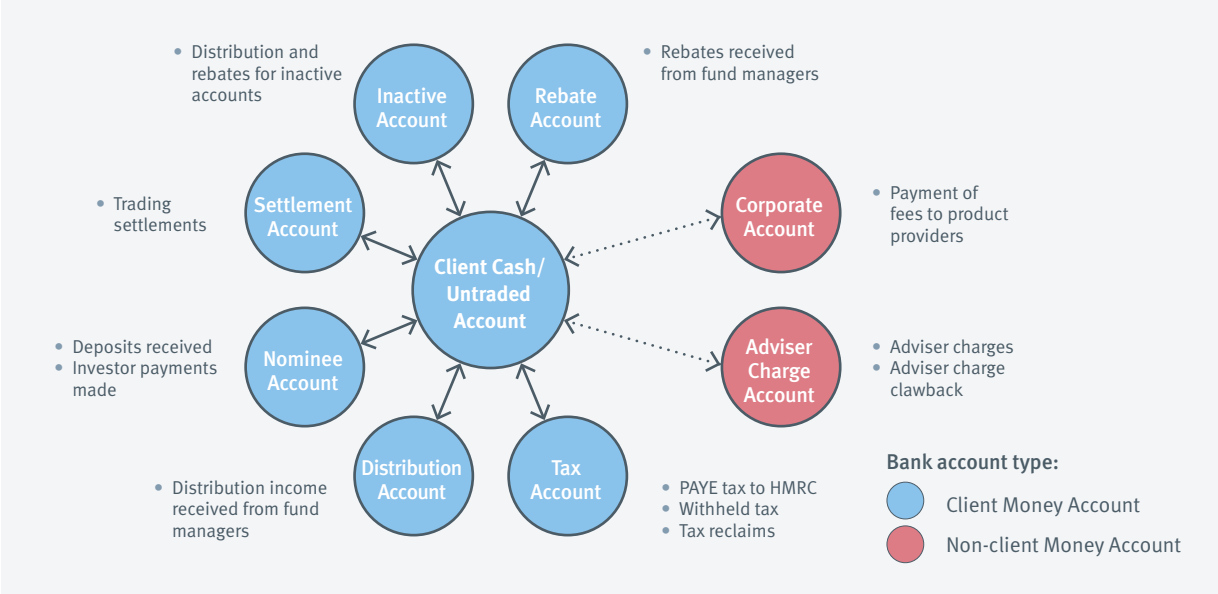 • Distribution and
rebates for inactive
accounts
Inactive
Account
Rebate
Account
• Rebates received
from fund managers
• Trading
settlements
Settlement
Account
Corporate
Account
• Payment of
fees to product
providers
Client Cash/
Untraded
Account
• Deposits received
• Investor payments
made
Nominee
Account
Adviser
Charge
Account
• Adviser charges
• Adviser charge
clawback
• Distribution income
received from fund
managers
Distribution
Account
Tax
Account
• PAYE tax to HMRC
• Withheld tax
• Tax reclaims
Bank account type:
Client Money Account
Non-client Money Account